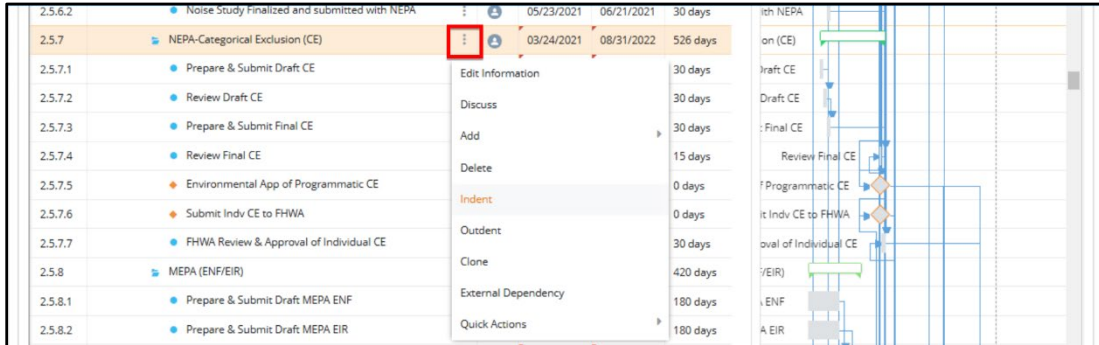 2.5.6.2 Noise Study Finalized and submitted with NEPA 05/23/2021 06/21/2021 30 days ith NEPA
2.5.7 NEPA-Categorical Exclusion (CE) 03/24/2021 08/31/2022 526 days on (CE)
2.5.7.1 Prepare & Submit Draft CE 30 days Draft CE
Edit Information
2.5.7.2 Review Draft CE 30 days Draft CE
Discuss
2.5.7.3 Prepare & Submit Final CE 30 days : Final CE
Add
2.5.7.4 Review Final CE 15 days Review Final CE
Delete
2.5.7.5 Environmental App of Programmatic CE 0 days f Programmatic CE
Indent
2.5.7.6 Submit Indv CE to FHWA 0 days it Indv CE to FHWA
Outdent
2.5.7.7 FHWA Review & Approval of Individual CE 30 days oval of Individual CE
Clone
2.5.8 MEPA (ENF/EIR) 420 days F/EIR)
External Dependency
2.5.8.1 Prepare & Submit Draft MEPA ENF 180 days A ENF
Quick Actions
2.5.8.2 Prepare & Submit Draft MEPA EIR 180 days A EIR